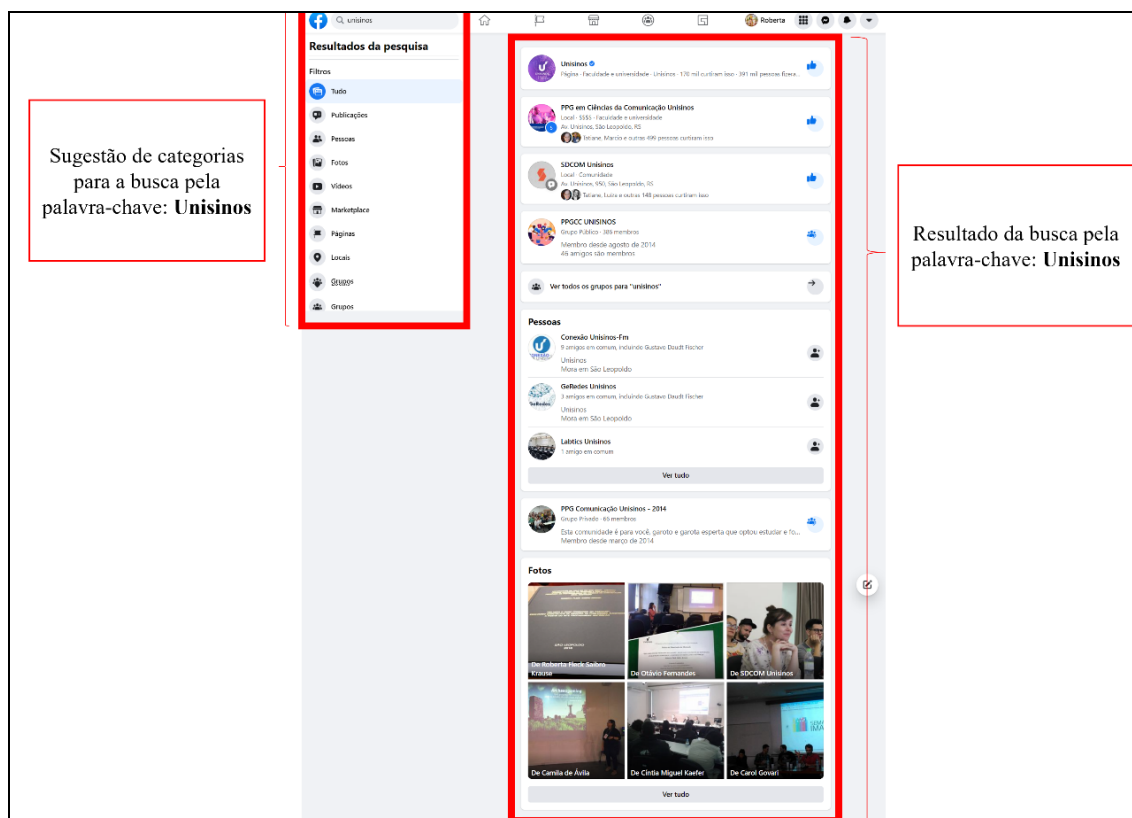 unisinos
Roberta
Resultados da pesquisa
Filtros
Tudo
Publicações
Pessoas
Fotos
Vídeos
Marketplace
Páginas
Locais
Grupos
Grupos
Sugestão de categorias
para a busca pela
palavra-chave: Unisinos
Unisinos
Página · Faculdade e universidade · Unisinos · 170 mil curtiram isso · 391 mil pessoas fizera...
PPG em Ciências da Comunicação Unisinos
Local · $$$$ · Faculdade e universidade
Av. Unisinos, São Leopoldo, RS
Tatiane, Marcio e outras 499 pessoas curtiram isso
SDCOM Unisinos
Local · Comunidade
Av. Unisinos, 950, São Leopoldo, RS
Tatiane, Luiza e outras 148 pessoas curtiram isso
PPGCC UNISINOS
Grupo Público · 386 membros
Membro desde agosto de 2014
46 amigos são membros
Ver todos os grupos para "unisinos"
Pessoas
Conexão Unisinos-Fm
9 amigos em comum, incluindo Gustavo Daudt Fischer
Unisinos
Mora em São Leopoldo
GeRedes Unisinos
3 amigos em comum, incluindo Gustavo Daudt Fischer
Unisinos
Mora em São Leopoldo
Labtics Unisinos
1 amigo em comum
Ver tudo
PPG Comunicação Unisinos - 2014
Grupo Privado · 66 membros
Esta comunidade é para você, garoto e garota esperta que optou estudar e fo...
Membro desde março de 2014
Fotos
De Roberta Fleck Saibro
Krause
De Otávio Fernandes
De SDCOM Unisinos
De Camila de Ávila
De Cíntia Miguel Kaefer
De Carol Govari
Ver tudo
Resultado da busca pela
palavra-chave: Unisinos